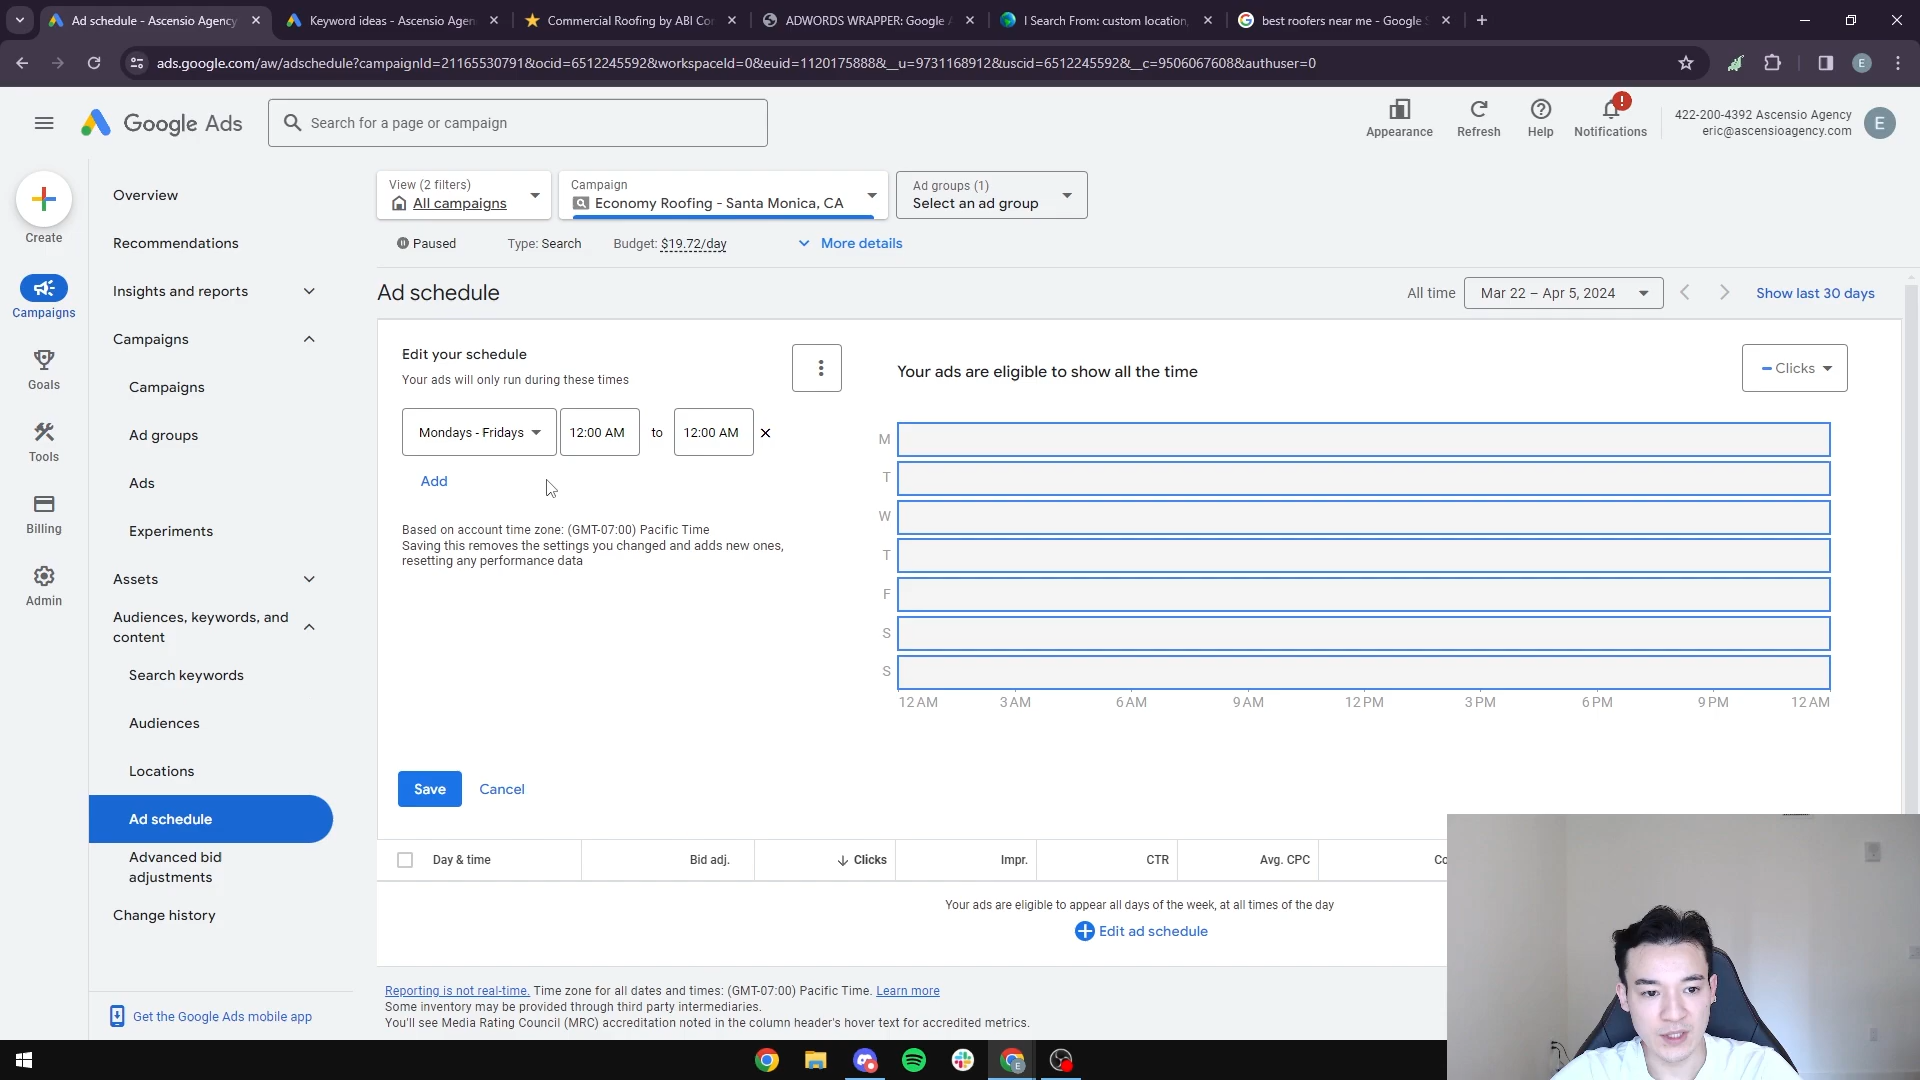 Ad schedule - Ascensio Agency
Keyword ideas - Ascensio Agen
Commercial Roofing by ABI Co
ADWORDS WRAPPER: Google
I Search From: custom location,
best roofers near me - Google
ads.google.com/aw/adschedule?campaignId=21165530791&ocid=6512245592&workspaceId=0&euid=1120175888&__u=9731168912&uscid=6512245592&__c=9506067608&authuser=0
E
Google Ads
Search for a page or campaign
Appearance
Refresh
Help
Notifications
422-200-4392 Ascensio Agency
eric@ascensioagency.com
E
Create
Campaigns
Goals
Tools
Billing
Admin
Overview
Recommendations
Insights and reports
Campaigns
Campaigns
Ad groups
Ads
Experiments
Assets
Audiences, keywords, and
content
Search keywords
Audiences
Locations
Ad schedule
Advanced bid
adjustments
Change history
Get the Google Ads mobile app
View (2 filters)
All campaigns
Campaign
Economy Roofing - Santa Monica, CA
Ad groups (1)
Select an ad group
Paused
Type: Search
Budget: $19.72/day
More details
Ad schedule
All time
Mar 22 – Apr 5, 2024
Show last 30 days
Edit your schedule
Your ads will only run during these times
Mondays - Fridays
12:00 AM
to
12:00 AM
Add
Based on account time zone: (GMT-07:00) Pacific Time
Saving this removes the settings you changed and adds new ones,
resetting any performance data
Save
Cancel
Your ads are eligible to show all the time
Clicks
M
T
W
T
F
S
S
12 AM
3 AM
6 AM
9 AM
12 PM
3 PM
6 PM
9 PM
12 AM
Day & time
Bid adj.
Clicks
Impr.
CTR
Avg. CPC
Co
Your ads are eligible to appear all days of the week, at all times of the day
Edit ad schedule
Reporting is not real-time. Time zone for all dates and times: (GMT-07:00) Pacific Time. Learn more
Some inventory may be provided through third party intermediaries.
You'll see Media Rating Council (MRC) accreditation noted in the column header's hover text for accredited metrics.